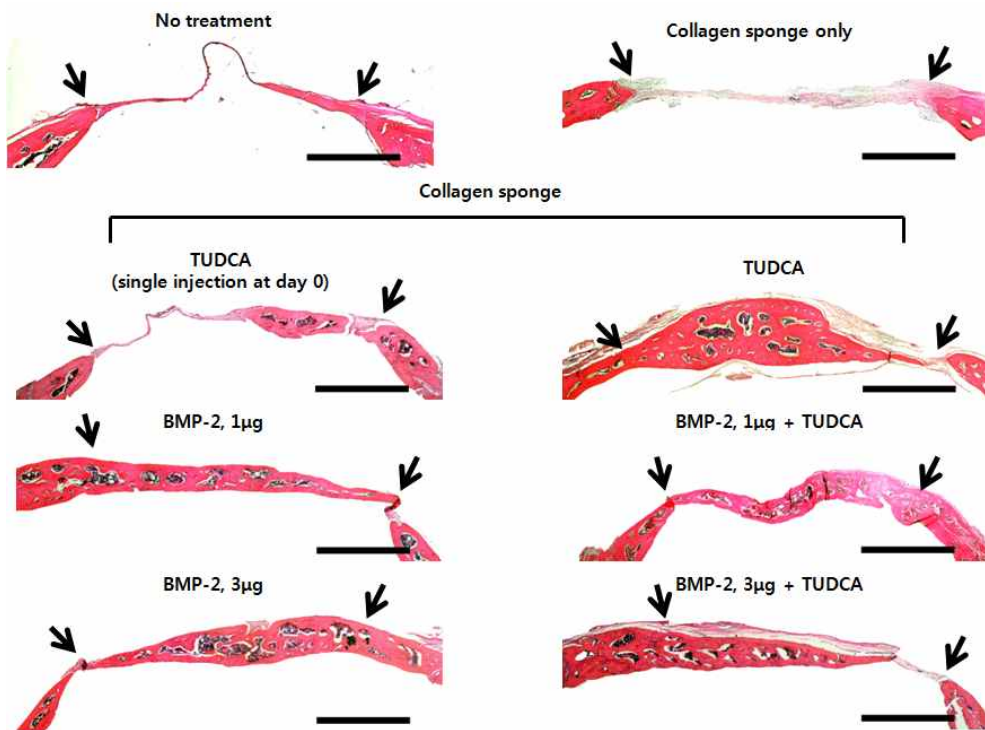 No treatment
Collagen sponge only
Collagen sponge
TUDCA
(single injection at day 0)
TUDCA
BMP-2, 1μg
BMP-2, 1μg + TUDCA
BMP-2, 3μg
BMP-2, 3μg + TUDCA